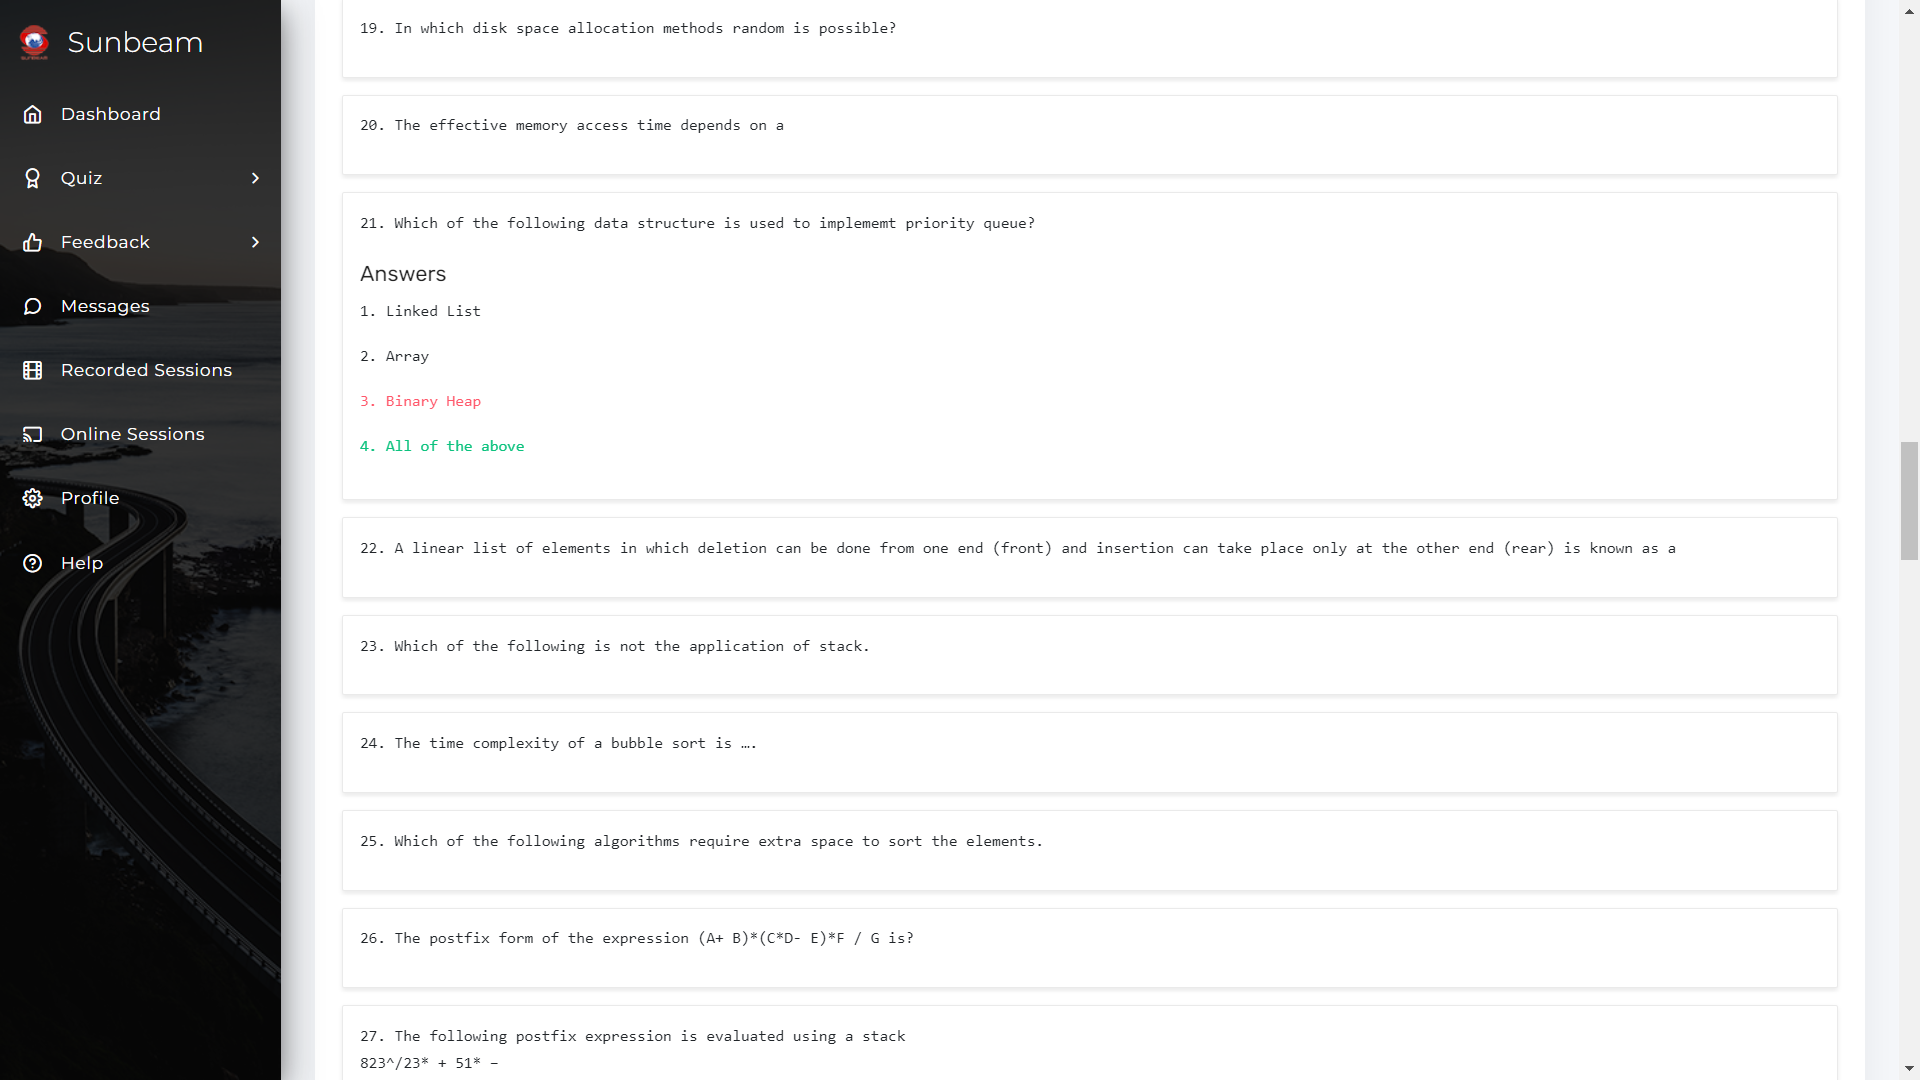 Sunbeam
Dashboard
Quiz
Feedback
Messages
Recorded Sessions
Online Sessions
Profile
Help
19. In which disk space allocation methods random is possible?
20. The effective memory access time depends on a
21. Which of the following data structure is used to implememt priority queue?
Answers
1. Linked List
2. Array
3. Binary Heap
4. All of the above
22. A linear list of elements in which deletion can be done from one end (front) and insertion can take place only at the other end (rear) is known as a
23. Which of the following is not the application of stack.
24. The time complexity of a bubble sort is ….
25. Which of the following algorithms require extra space to sort the elements.
26. The postfix form of the expression (A+ B)*(C*D- E)*F / G is?
27. The following postfix expression is evaluated using a stack
823^/23* + 51* –